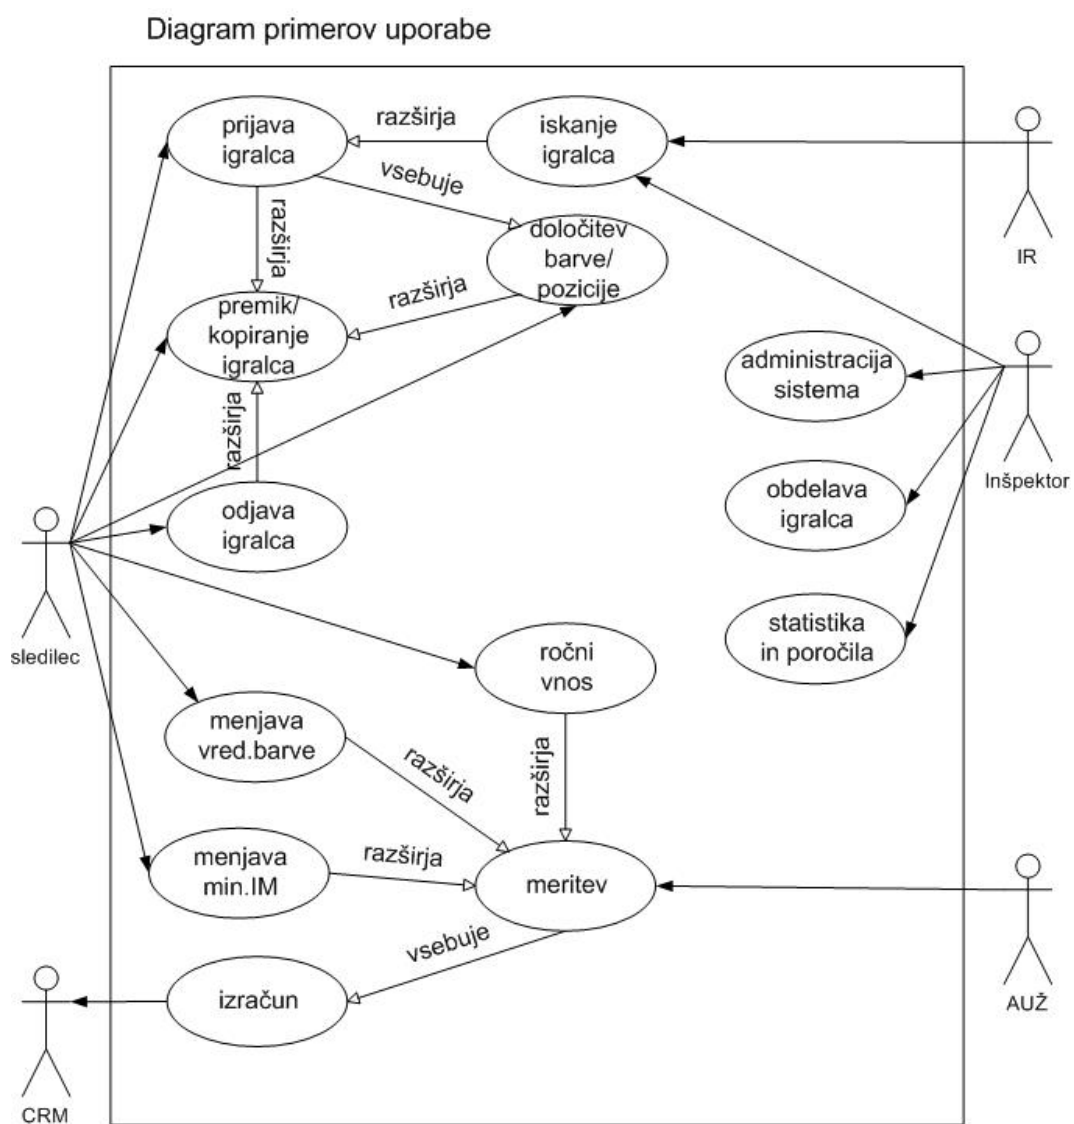 Diagram primerov uporabe
prijava
igralca
razširja
iskanje
igralca
vsebuje
razširja
določitev
barve/
pozicije
IR
razširja
premik/
kopiranje
igralca
administracija
sistema
razširja
Inšpektor
odjava
igralca
obdelava
igralca
sledilec
ročni
vnos
statistika
in poročila
menjava
vred.barve
razširja
razširja
menjava
min.IM
razširja
meritev
vsebuje
izračun
AUŽ
CRM